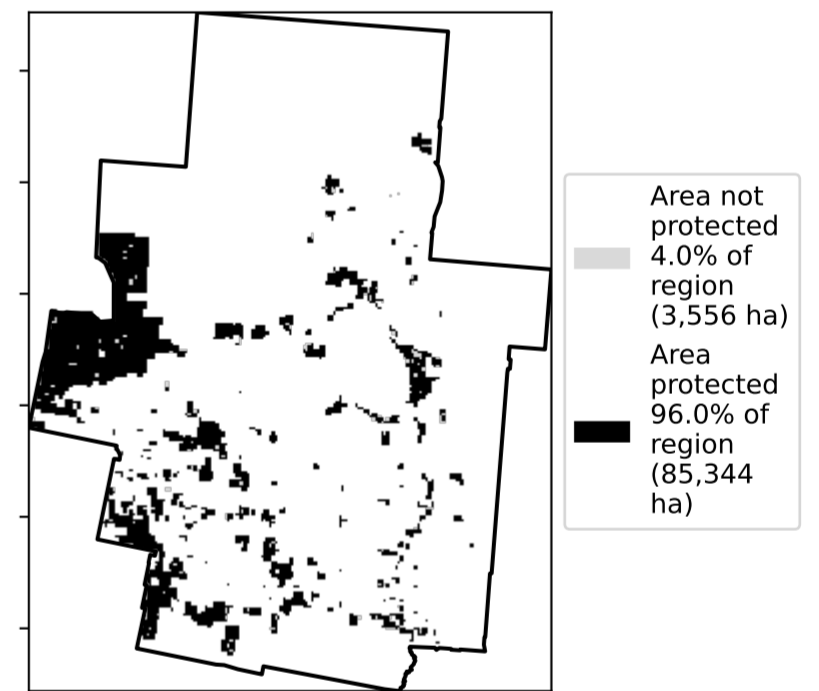 Area not
protected
4.0% of
region
(3,556 ha)
Area
protected
96.0% of
region
(85,344
ha)